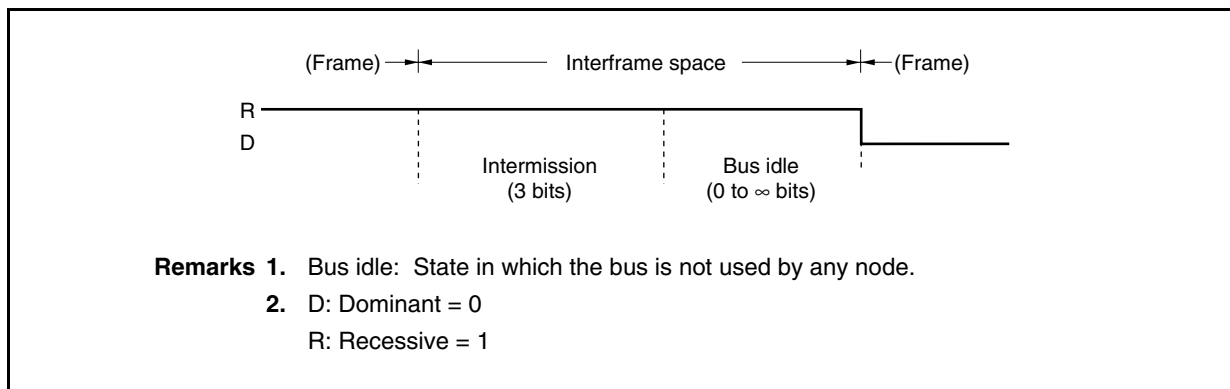 (Frame) Interframe space (Frame)
R
D
Intermission Bus idle
(3 bits) (0 to ∞ bits)
Remarks 1. Bus idle: State in which the bus is not used by any node.
2. D: Dominant = 0
R: Recessive = 1